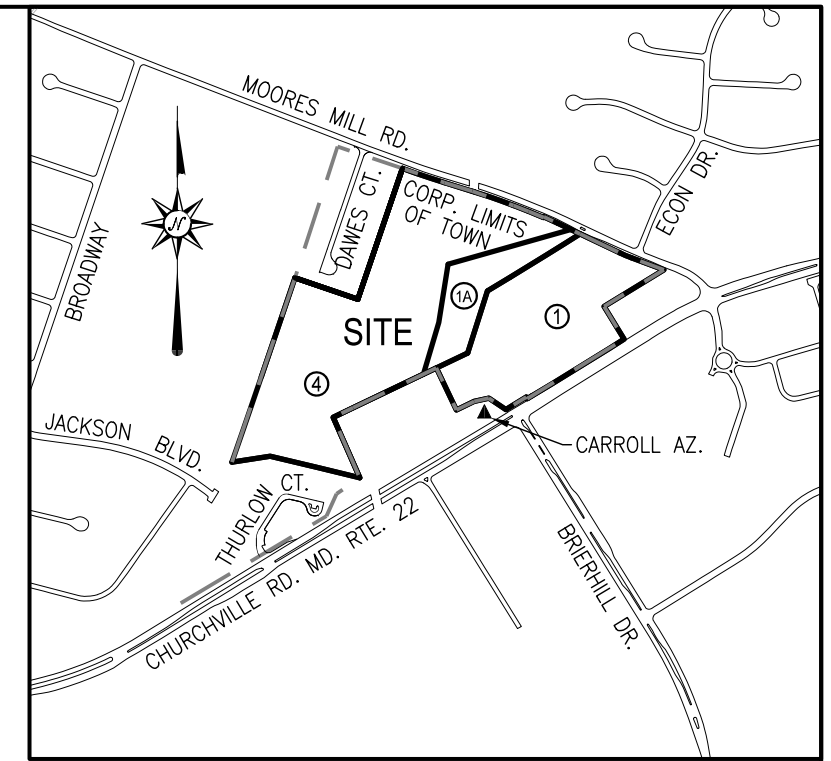 MOORES MILL RD.
ECON DR.
CORP. LIMITS
OF TOWN
DAWES CT.
BROADWAY
N
1A
1
SITE
4
JACKSON BLVD.
CARROLL AZ.
THURLOW CT.
CHURCHVILLE RD. MD. RTE. 22
BRIERHILL DR.